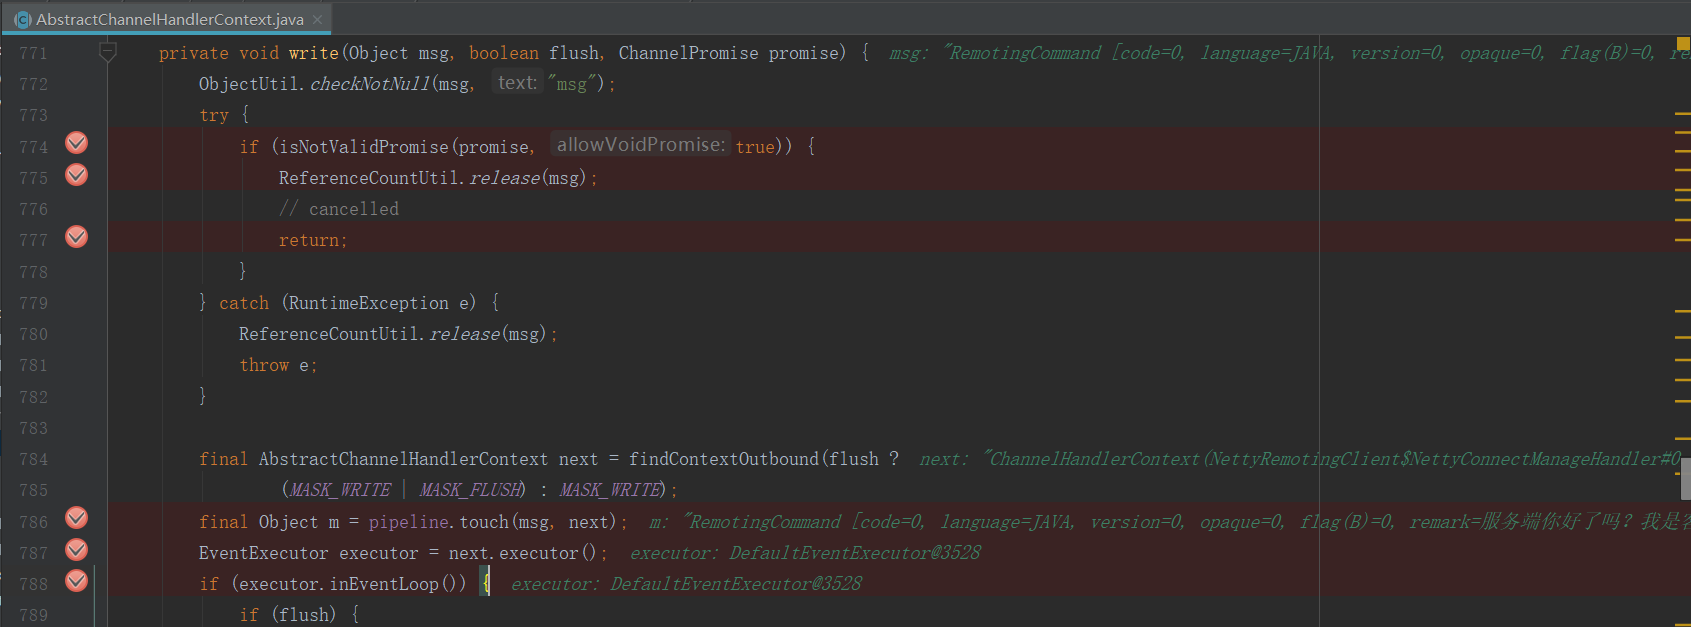 AbstractChannelHandlerContext.java
771 private void write(Object msg, boolean flush, ChannelPromise promise) { msg: "RemotingCommand [code=0, language=JAVA, version=0, opaque=0, flag(B)=0, re
772 ObjectUtil.checkNotNull(msg, text: "msg");
773 try {
774 if (isNotValidPromise(promise, allowVoidPromise: true)) {
775 ReferenceCountUtil.release(msg);
776 // cancelled
777 return;
778 }
779 } catch (RuntimeException e) {
780 ReferenceCountUtil.release(msg);
781 throw e;
782 }
783
784 final AbstractChannelHandlerContext next = findContextOutbound(flush ? next: "ChannelHandlerContext(NettyRemotingClient$NettyConnectManageHandler#0
785 (MASK_WRITE | MASK_FLUSH) : MASK_WRITE);
786 final Object m = pipeline.touch(msg, next); m: "RemotingCommand [code=0, language=JAVA, version=0, opaque=0, flag(B)=0, remark=服务端你好了吗? 我是
787 EventExecutor executor = next.executor(); executor: DefaultEventExecutor@3528
788 if (executor.inEventLoop()) { executor: DefaultEventExecutor@3528
789 if (flush) {